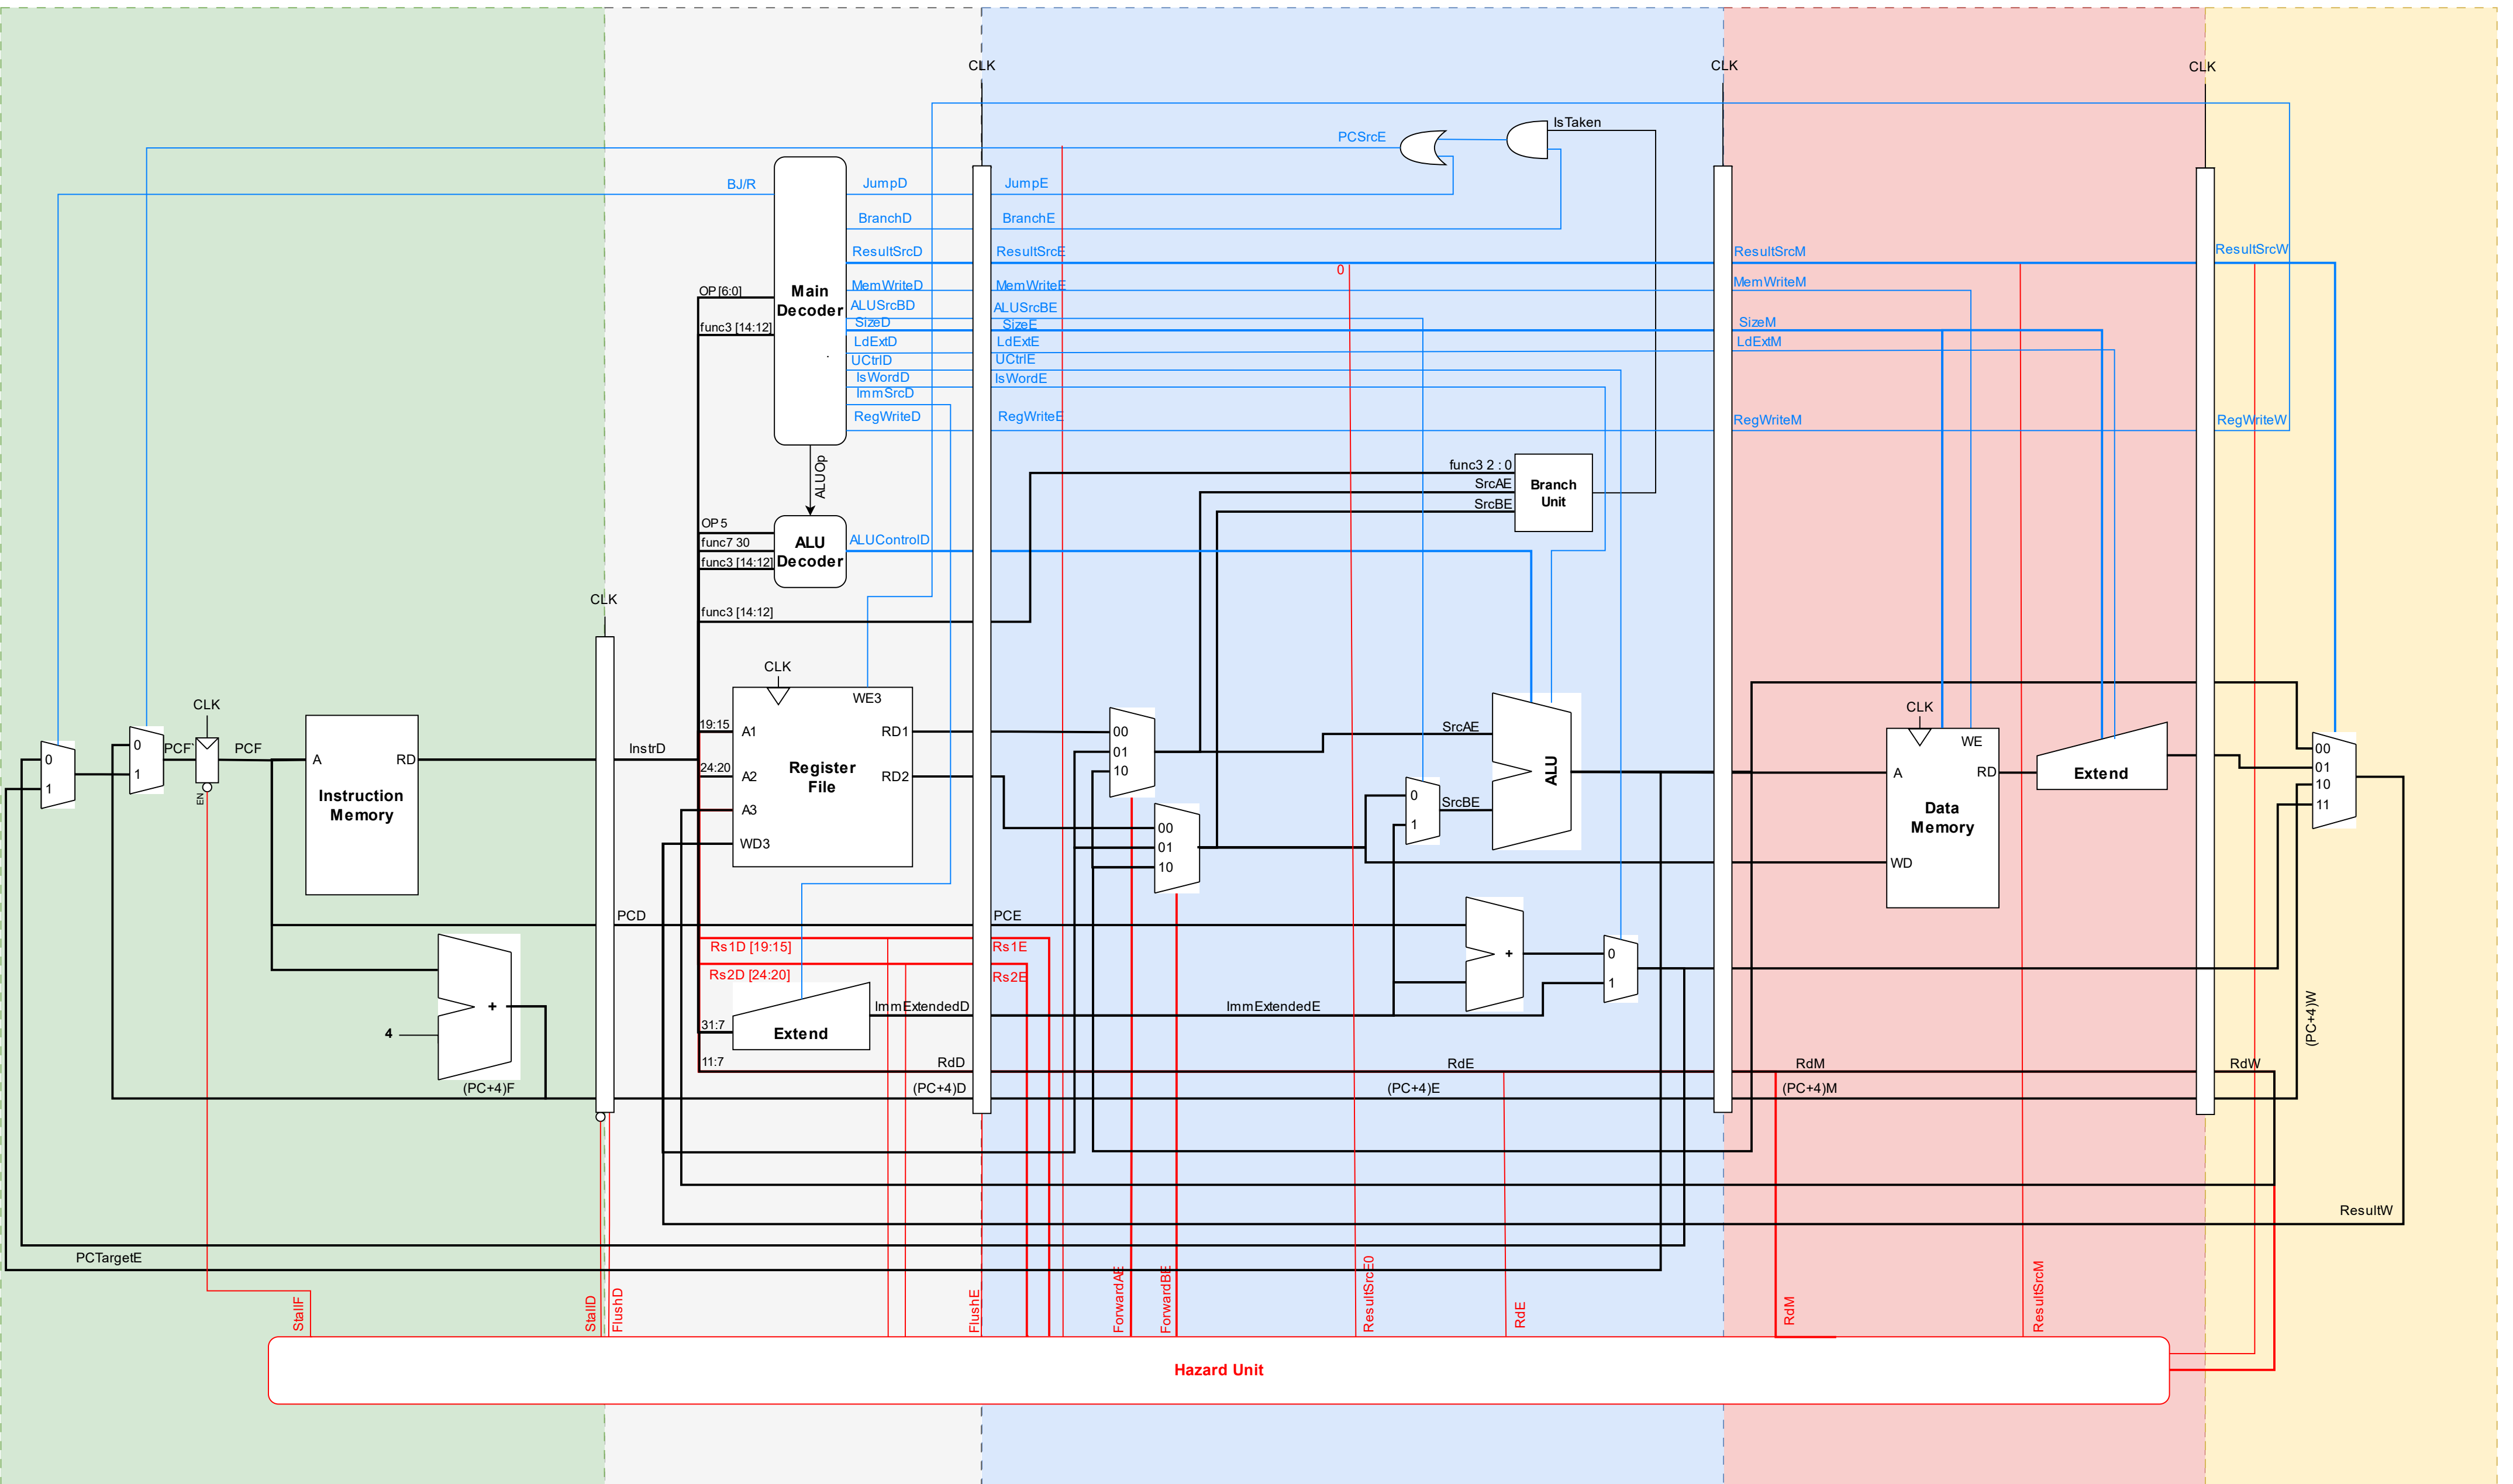 CLK
CLK
CLK
IsTaken
PCSrcE
BJ/R
JumpD
JumpE
BranchD
BranchE
ResultSrcD
ResultSrcE
ResultSrcM
ResultSrcW
0
OP [6:0]
Main
Decoder
MemWriteD
MemWriteE
MemWriteM
ALUSrcBD
ALUSrcBE
func3 [14:12]
SizeD
SizeE
SizeM
LdExtD
LdExtE
LdExtM
.
UCtrlD
UCtrlE
IsWordD
IsWordE
ImmSrcD
RegWriteD
RegWriteE
RegWriteM
RegWriteW
ALUOp
func3 2 : 0
SrcAE
SrcBE
Branch
Unit
OP 5
func7 30
func3 [14:12]
ALU
Decoder
ALUControlD
CLK
func3 [14:12]
CLK
WE3
19:15
A1
RD1
24:20
A2
RD2
Register
File
A3
WD3
CLK
0
1
0
1
PCF`
PCF
EN
A
RD
Instruction
Memory
InstrD
00
01
10
00
01
10
SrcAE
0
SrcBE
1
ALU
CLK
WE
A
RD
Data
Memory
WD
Extend
00
01
10
11
PCD
PCE
Rs1D [19:15]
Rs1E
Rs2D [24:20]
Rs2E
+
0
1
+
4
31:7
Extend
ImmExtendedD
ImmExtendedE
(PC+4)W
11:7
RdD
RdE
RdM
RdW
(PC+4)F
(PC+4)D
(PC+4)E
(PC+4)M
ResultW
PCTargetE
StallF
StallD
FlushD
FlushE
ForwardAE
ForwardBE
ResultSrcE0
RdE
RdM
ResultSrcM
Hazard Unit